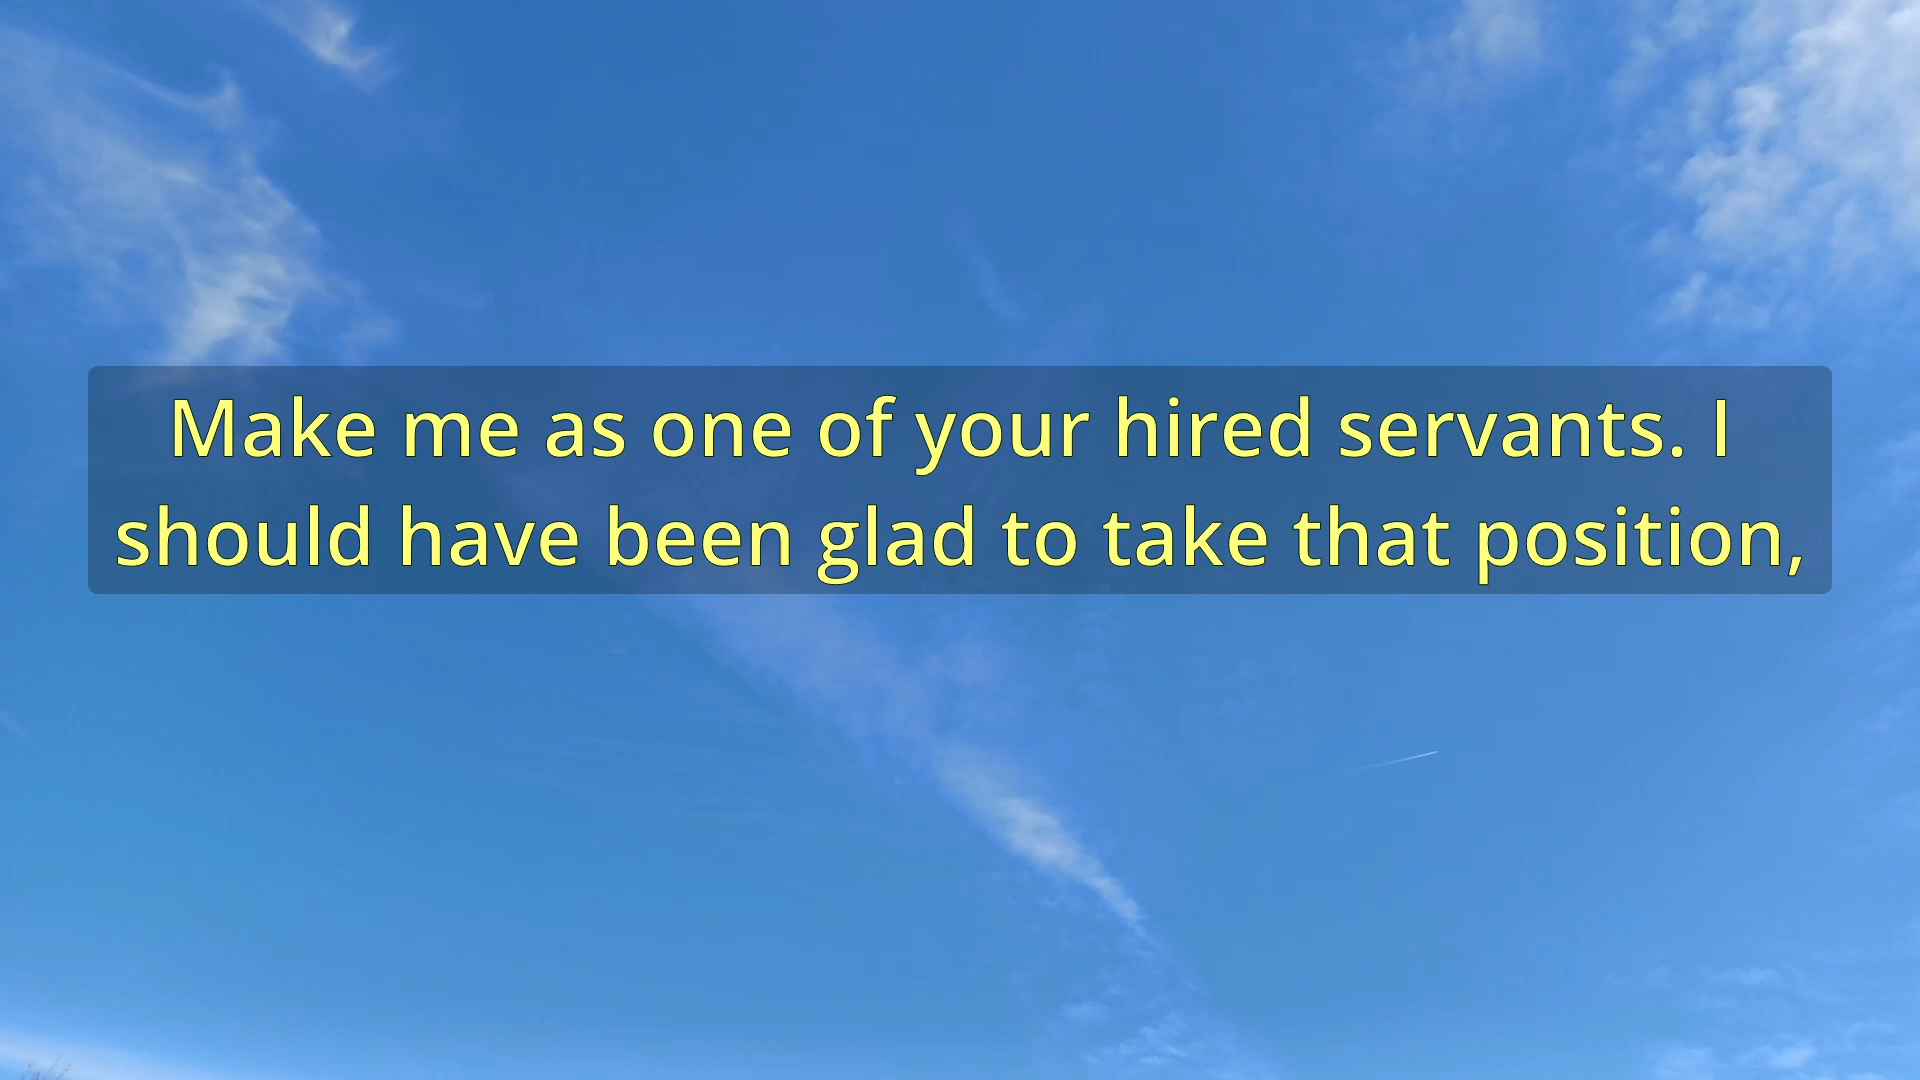 Make me as one of your hired servants. I
should have been glad to take that position,